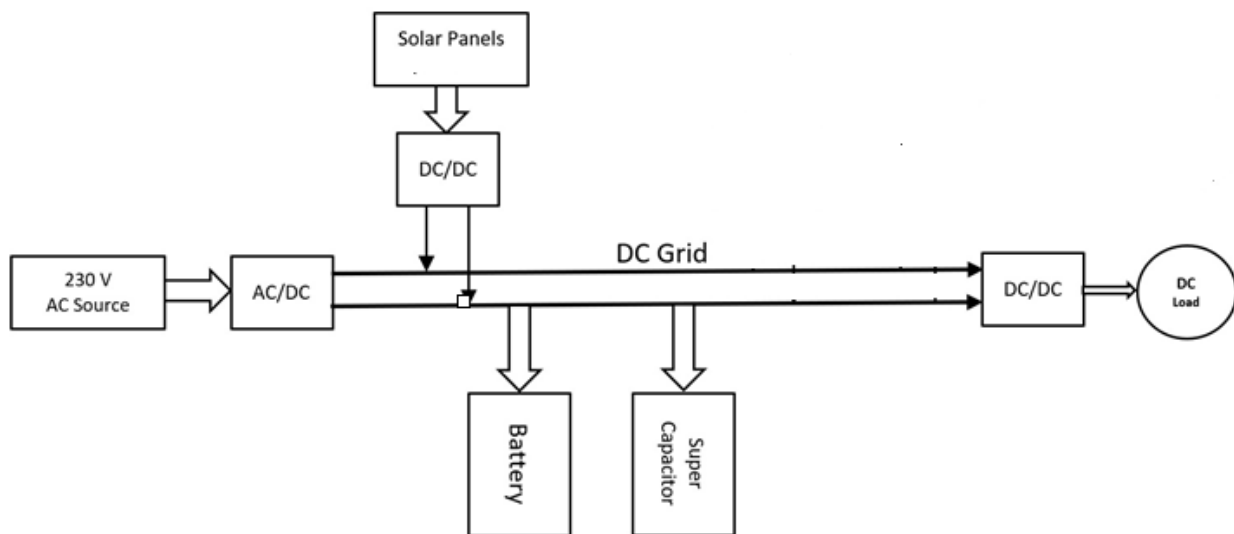 Solar Panels
DC/DC
DC Grid
230 V
AC Source
AC/DC
DC/DC
DC
Load
Battery
Super
Capacitor